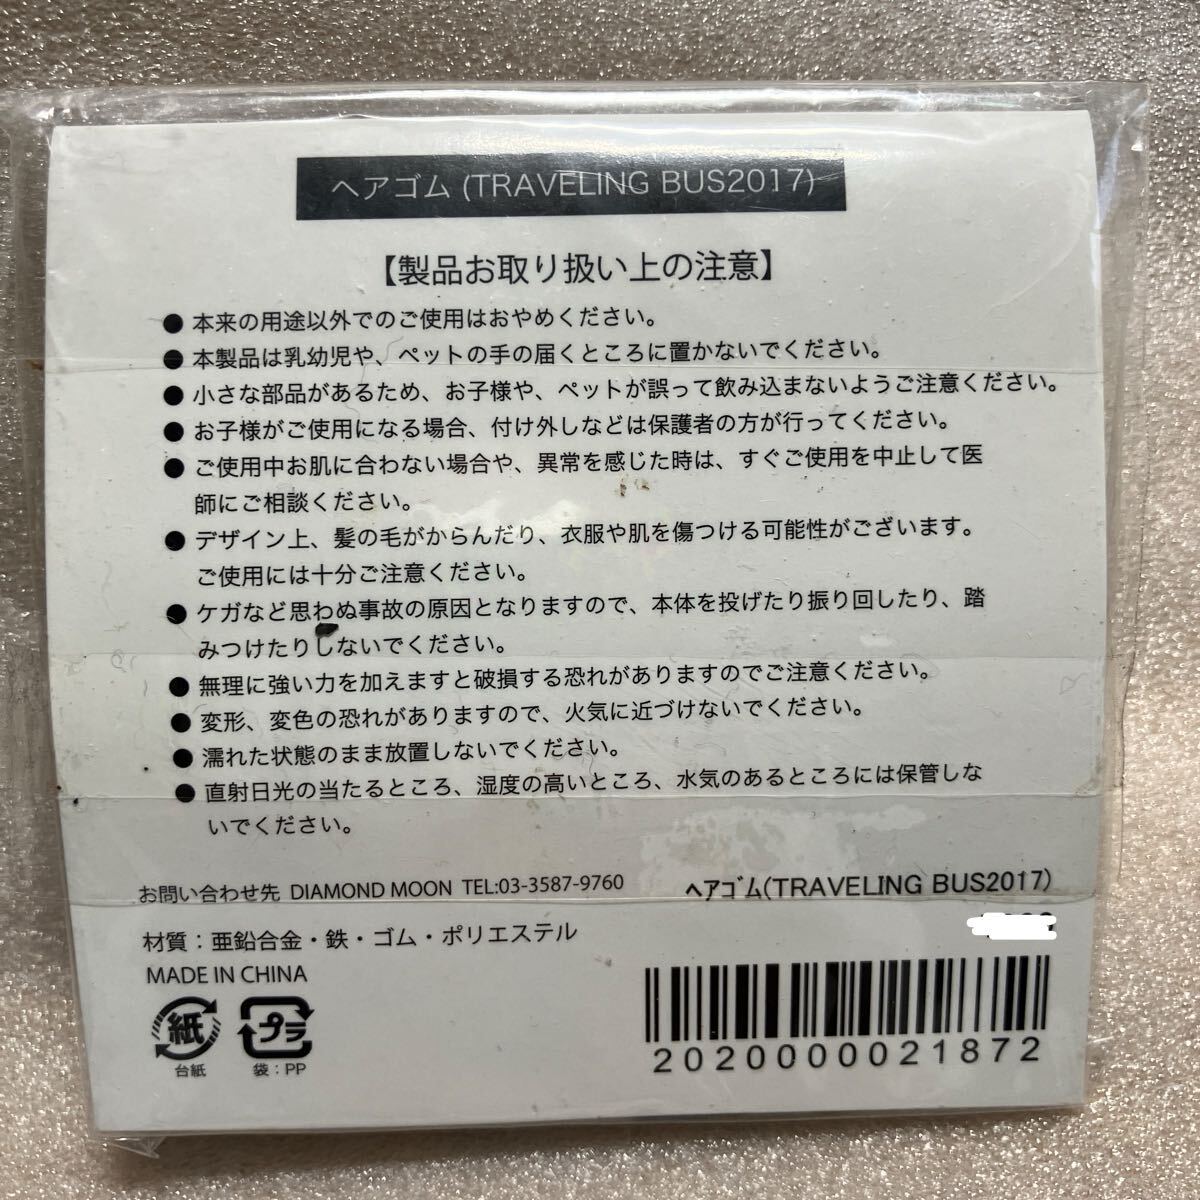 ヘアゴム (TRAVELING BUS2017)
【製品お取り扱い上の注意】
● 本来の用途以外でのご使用はおやめください。
● 本製品は乳幼児や、ペットの手の届くところに置かないでください。
● 小さな部品があるため、お子様や、ペットが誤って飲み込まないようご注意ください。
● お子様がご使用になる場合、付け外しなどは保護者の方が行ってください。
● ご使用中お肌に合わない場合や、異常を感じた時は、すぐご使用を中止して医
師にご相談ください。
● デザイン上、髪の毛がからんだり、衣服や肌を傷つける可能性がございます。
ご使用には十分ご注意ください。
● ケガなど思わぬ事故の原因となりますので、本体を投げたり振り回したり、踏
みつけたりしないでください。
● 無理に強い力を加えますと破損する恐れがありますのでご注意ください。
● 変形、変色の恐れがありますので、火気に近づけないでください。
● 濡れた状態のまま放置しないでください。
● 直射日光の当たるところ、湿度の高いところ、水気のあるところには保管しな
いでください。
お問い合わせ先 DIAMOND MOON TEL:03-3587-9760
ヘアゴム(TRAVELING BUS2017)
材質：亜鉛合金・鉄・ゴム・ポリエステル
MADE IN CHINA
紙
プラ
台紙
袋：PP
2020000021872